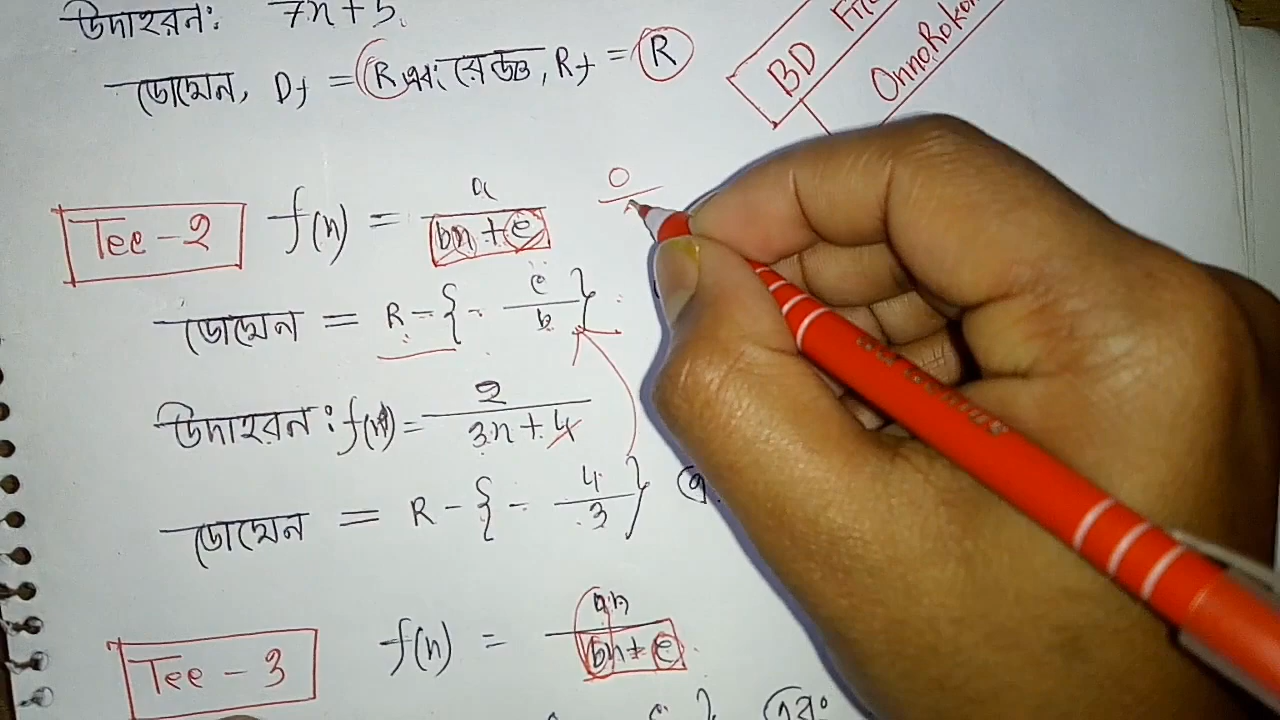 উদাহরন: 7x + 5.
ডোমেন, Df = R এবং রেঞ্জ, Rf = R
BD
OnnoRokom
Tee - 2 f(x) = a / bx + c
0
ডোমেন = R - { - c / b }
উদাহরন: f(x) = 2 / 3x + 4
ডোমেন = R - { - 4 / 3 }
Tee - 3 f(x) = ax / bx + c